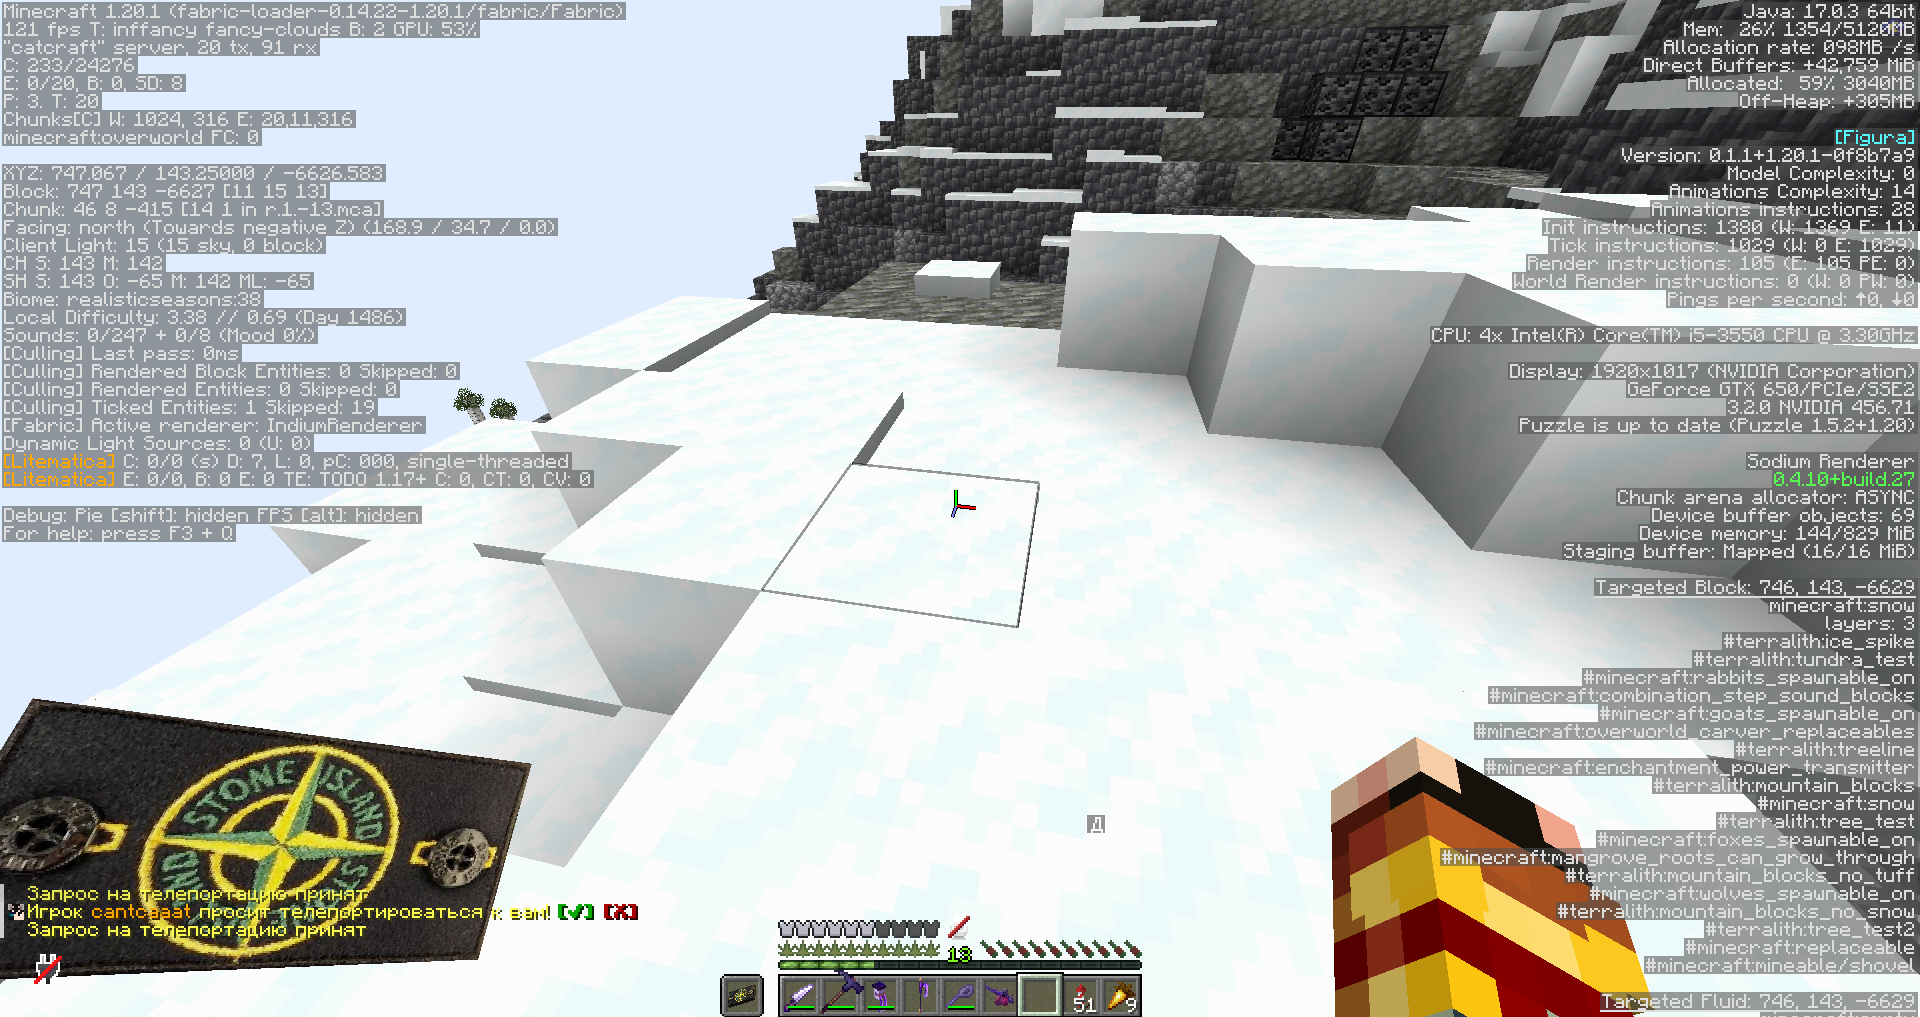 Minecraft 1.20.1 (fabric-loader-0.14.22-1.20.1/fabric/Fabric)
121 fps T: inffancy fancy-clouds B: 2 GPU: 53%
"catcraft" server, 20 tx, 91 rx
C: 233/24276
E: 0/20, B: 0, SD: 8
P: 3. T: 20
Chunks[C] W: 1024, 316 E: 20,11,316
minecraft:overworld FC: 0
XYZ: 747.067 / 143.25000 / -6626.583
Block: 747 143 -6627 [11 15 13]
Chunk: 46 8 -415 [14 1 in r.1.-13.mca]
Facing: north (Towards negative Z) (168.9 / 34.7 / 0.0)
Client Light: 15 (15 sky, 0 block)
CH S: 143 M: 142
SH S: 143 O: -65 M: 142 ML: -65
Biome: realisticseasons:38
Local Difficulty: 3.38 // 0.69 (Day 1486)
Sounds: 0/247 + 0/8 (Mood 0%)
[Culling] Last pass: 0ms
[Culling] Rendered Block Entities: 0 Skipped: 0
[Culling] Rendered Entities: 0 Skipped: 0
[Culling] Ticked Entities: 1 Skipped: 19
[Fabric] Active renderer: IndiumRenderer
Dynamic Light Sources: 0 (U: 0)
[Litematica] C: 0/0 (s) D: 7, L: 0, pC: 000, single-threaded
[Litematica] E: 0/0, B: 0 E: 0 TE: TODO 1.17+ C: 0, CT: 0, CV: 0
Debug: Pie [shift]: hidden FPS [alt]: hidden
For help: press F3 + Q
Java: 17.0.3 64bit
Mem: 26% 1354/5120MB
Allocation rate: 098MB /s
Direct Buffers: +42,759 MiB
Allocated: 59% 3040MB
Off-Heap: +305MB
[Figura]
Version: 0.1.1+1.20.1-0f8b7a9
Model Complexity: 0
Animations Complexity: 14
Animations instructions: 28
Init instructions: 1380 (W: 1369 E: 11)
Tick instructions: 1029 (W: 0 E: 1029)
Render instructions: 105 (E: 105 PE: 0)
World Render instructions: 0 (W: 0 PW: 0)
Pings per second: ↑0, ↓0
CPU: 4x Intel(R) Core(TM) i5-3550 CPU @ 3.30GHz
Display: 1920x1017 (NVIDIA Corporation)
GeForce GTX 650/PCIe/SSE2
3.2.0 NVIDIA 456.71
Puzzle is up to date (Puzzle 1.5.2+1.20)
Sodium Renderer
0.4.10+build.27
Chunk arena allocator: ASYNC
Device buffer objects: 69
Device memory: 144/829 MiB
Staging buffer: Mapped (16/16 MiB)
Targeted Block: 746, 143, -6629
minecraft:snow
layers: 3
#terralith:ice_spike
#terralith:tundra_test
#minecraft:rabbits_spawnable_on
#minecraft:combination_step_sound_blocks
#minecraft:goats_spawnable_on
#minecraft:overworld_carver_replaceables
#terralith:treeline
#minecraft:enchantment_power_transmitter
#terralith:mountain_blocks
#minecraft:snow
#terralith:tree_test
#minecraft:foxes_spawnable_on
#minecraft:mangrove_roots_can_grow_through
#terralith:mountain_blocks_no_tuff
#minecraft:wolves_spawnable_on
#terralith:mountain_blocks_no_snow
#terralith:tree_test2
#minecraft:replaceable
#minecraft:mineable/shovel
Targeted Fluid: 746, 143, -6629
STONE ISLAND
Д
Запрос на телепортацию принят
Игрок cantcaaat просит телепортироваться к вам! [✓] [X]
Запрос на телепортацию принят
13
51
9